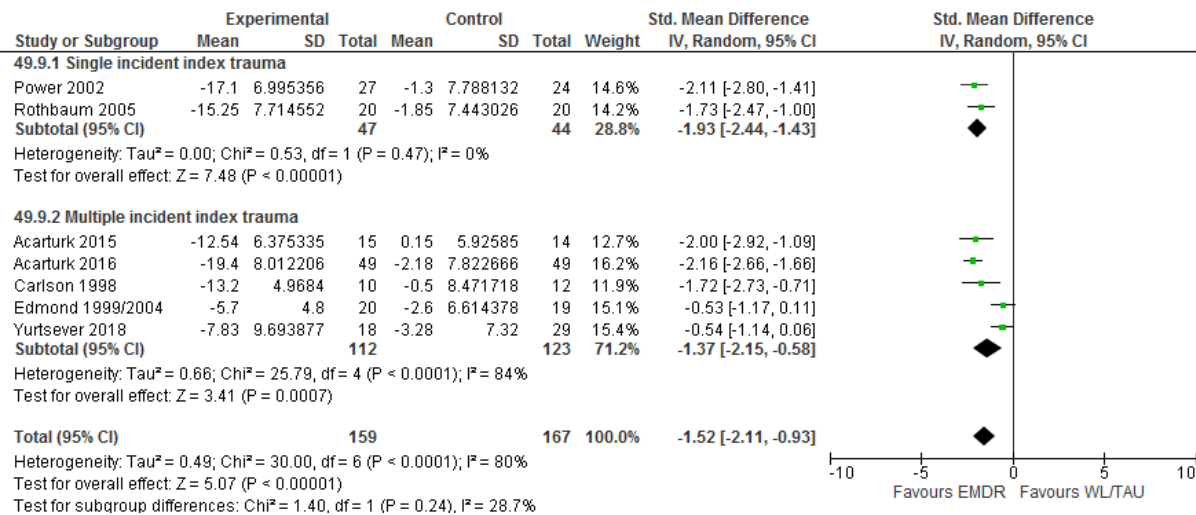 Experimental Control Std. Mean Difference Std. Mean Difference
Study or Subgroup Mean SD Total Mean SD Total Weight IV, Random, 95% CI IV, Random, 95% CI
49.9.1 Single incident index trauma
Power 2002 -17.1 6.995356 27 -1.3 7.788132 24 14.6% -2.11 [-2.80, -1.41]
Rothbaum 2005 -15.25 7.714552 20 -1.85 7.443026 20 14.2% -1.73 [-2.47, -1.00]
Subtotal (95% CI) 47 44 28.8% -1.93 [-2.44, -1.43]
Heterogeneity: Tau² = 0.00; Chi² = 0.53, df = 1 (P = 0.47); I² = 0%
Test for overall effect: Z = 7.48 (P < 0.00001)
49.9.2 Multiple incident index trauma
Acarturk 2015 -12.54 6.375335 15 0.15 5.92585 14 12.7% -2.00 [-2.92, -1.09]
Acarturk 2016 -19.4 8.012206 49 -2.18 7.822666 49 16.2% -2.16 [-2.66, -1.66]
Carlson 1998 -13.2 4.9684 10 -0.5 8.471718 12 11.9% -1.72 [-2.73, -0.71]
Edmond 1999/2004 -5.7 4.8 20 -2.6 6.614378 19 15.1% -0.53 [-1.17, 0.11]
Yurtsever 2018 -7.83 9.693877 18 -3.28 7.32 29 15.4% -0.54 [-1.14, 0.06]
Subtotal (95% CI) 112 123 71.2% -1.37 [-2.15, -0.58]
Heterogeneity: Tau² = 0.66; Chi² = 25.79, df = 4 (P < 0.0001); I² = 84%
Test for overall effect: Z = 3.41 (P = 0.0007)
Total (95% CI) 159 167 100.0% -1.52 [-2.11, -0.93]
Heterogeneity: Tau² = 0.49; Chi² = 30.00, df = 6 (P < 0.0001); I² = 80%
Test for overall effect: Z = 5.07 (P < 0.00001)
Test for subgroup differences: Chi² = 1.40, df = 1 (P = 0.24), I² = 28.7%
-10 -5 0 5 10
Favours EMDR Favours WL/TAU